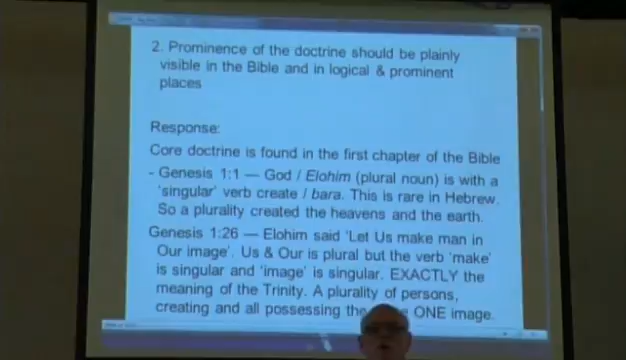 2. Prominence of the doctrine should be plainly
visible in the Bible and in logical & prominent
places
Response:
Core doctrine is found in the first chapter of the Bible
- Genesis 1:1 — God / Elohim (plural noun) is with a
'singular' verb create / bara. This is rare in Hebrew.
So a plurality created the heavens and the earth.
Genesis 1:26 — Elohim said 'Let Us make man in
Our image'. Us & Our is plural but the verb 'make'
is singular and 'image' is singular. EXACTLY the
meaning of the Trinity. A plurality of persons,
creating and all possessing the ONE image.